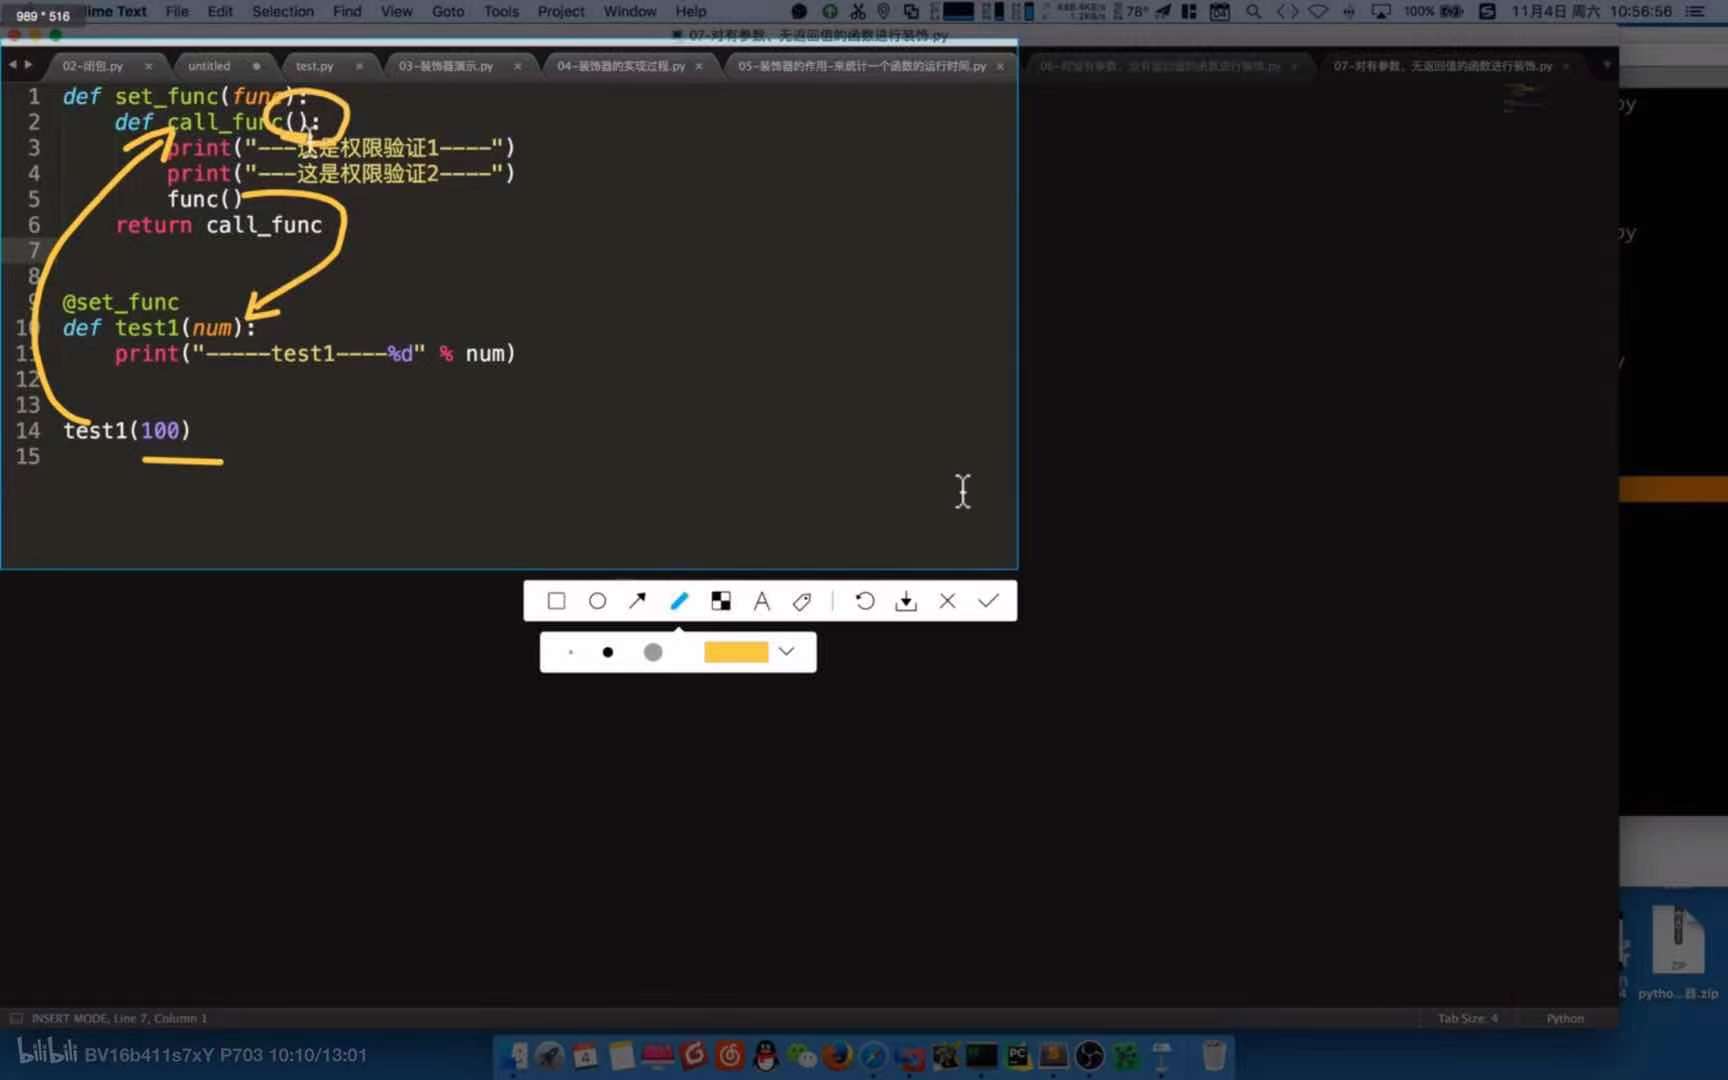 989 * 516
ime Text File Edit Selection Find View Goto Tools Project Window Help
78° 100% 11月4日 周六 10:56:56
07-对有参数、无返回值的函数进行装饰.py
02-闭包.py untitled test.py 03-装饰器演示.py 04-装饰器的实现过程.py 05-装饰器的作用-来统计一个函数的运行时间.py 07-对有参数、无返回值的函数进行装饰.py
1 def set_func(func):
2 def call_func():
3 print("---这是权限验证1----")
4 print("---这是权限验证2----")
5 func()
6 return call_func
7
8
9 @set_func
10 def test1(num):
11 print("-----test1----%d" % num)
12
13
14 test1(100)
15
A
ZIP
pytho...器.zip
INSERT MODE, Line 7, Column 1 Tab Size: 4 Python
bilibili BV16b411s7xY P703 10:10/13:01